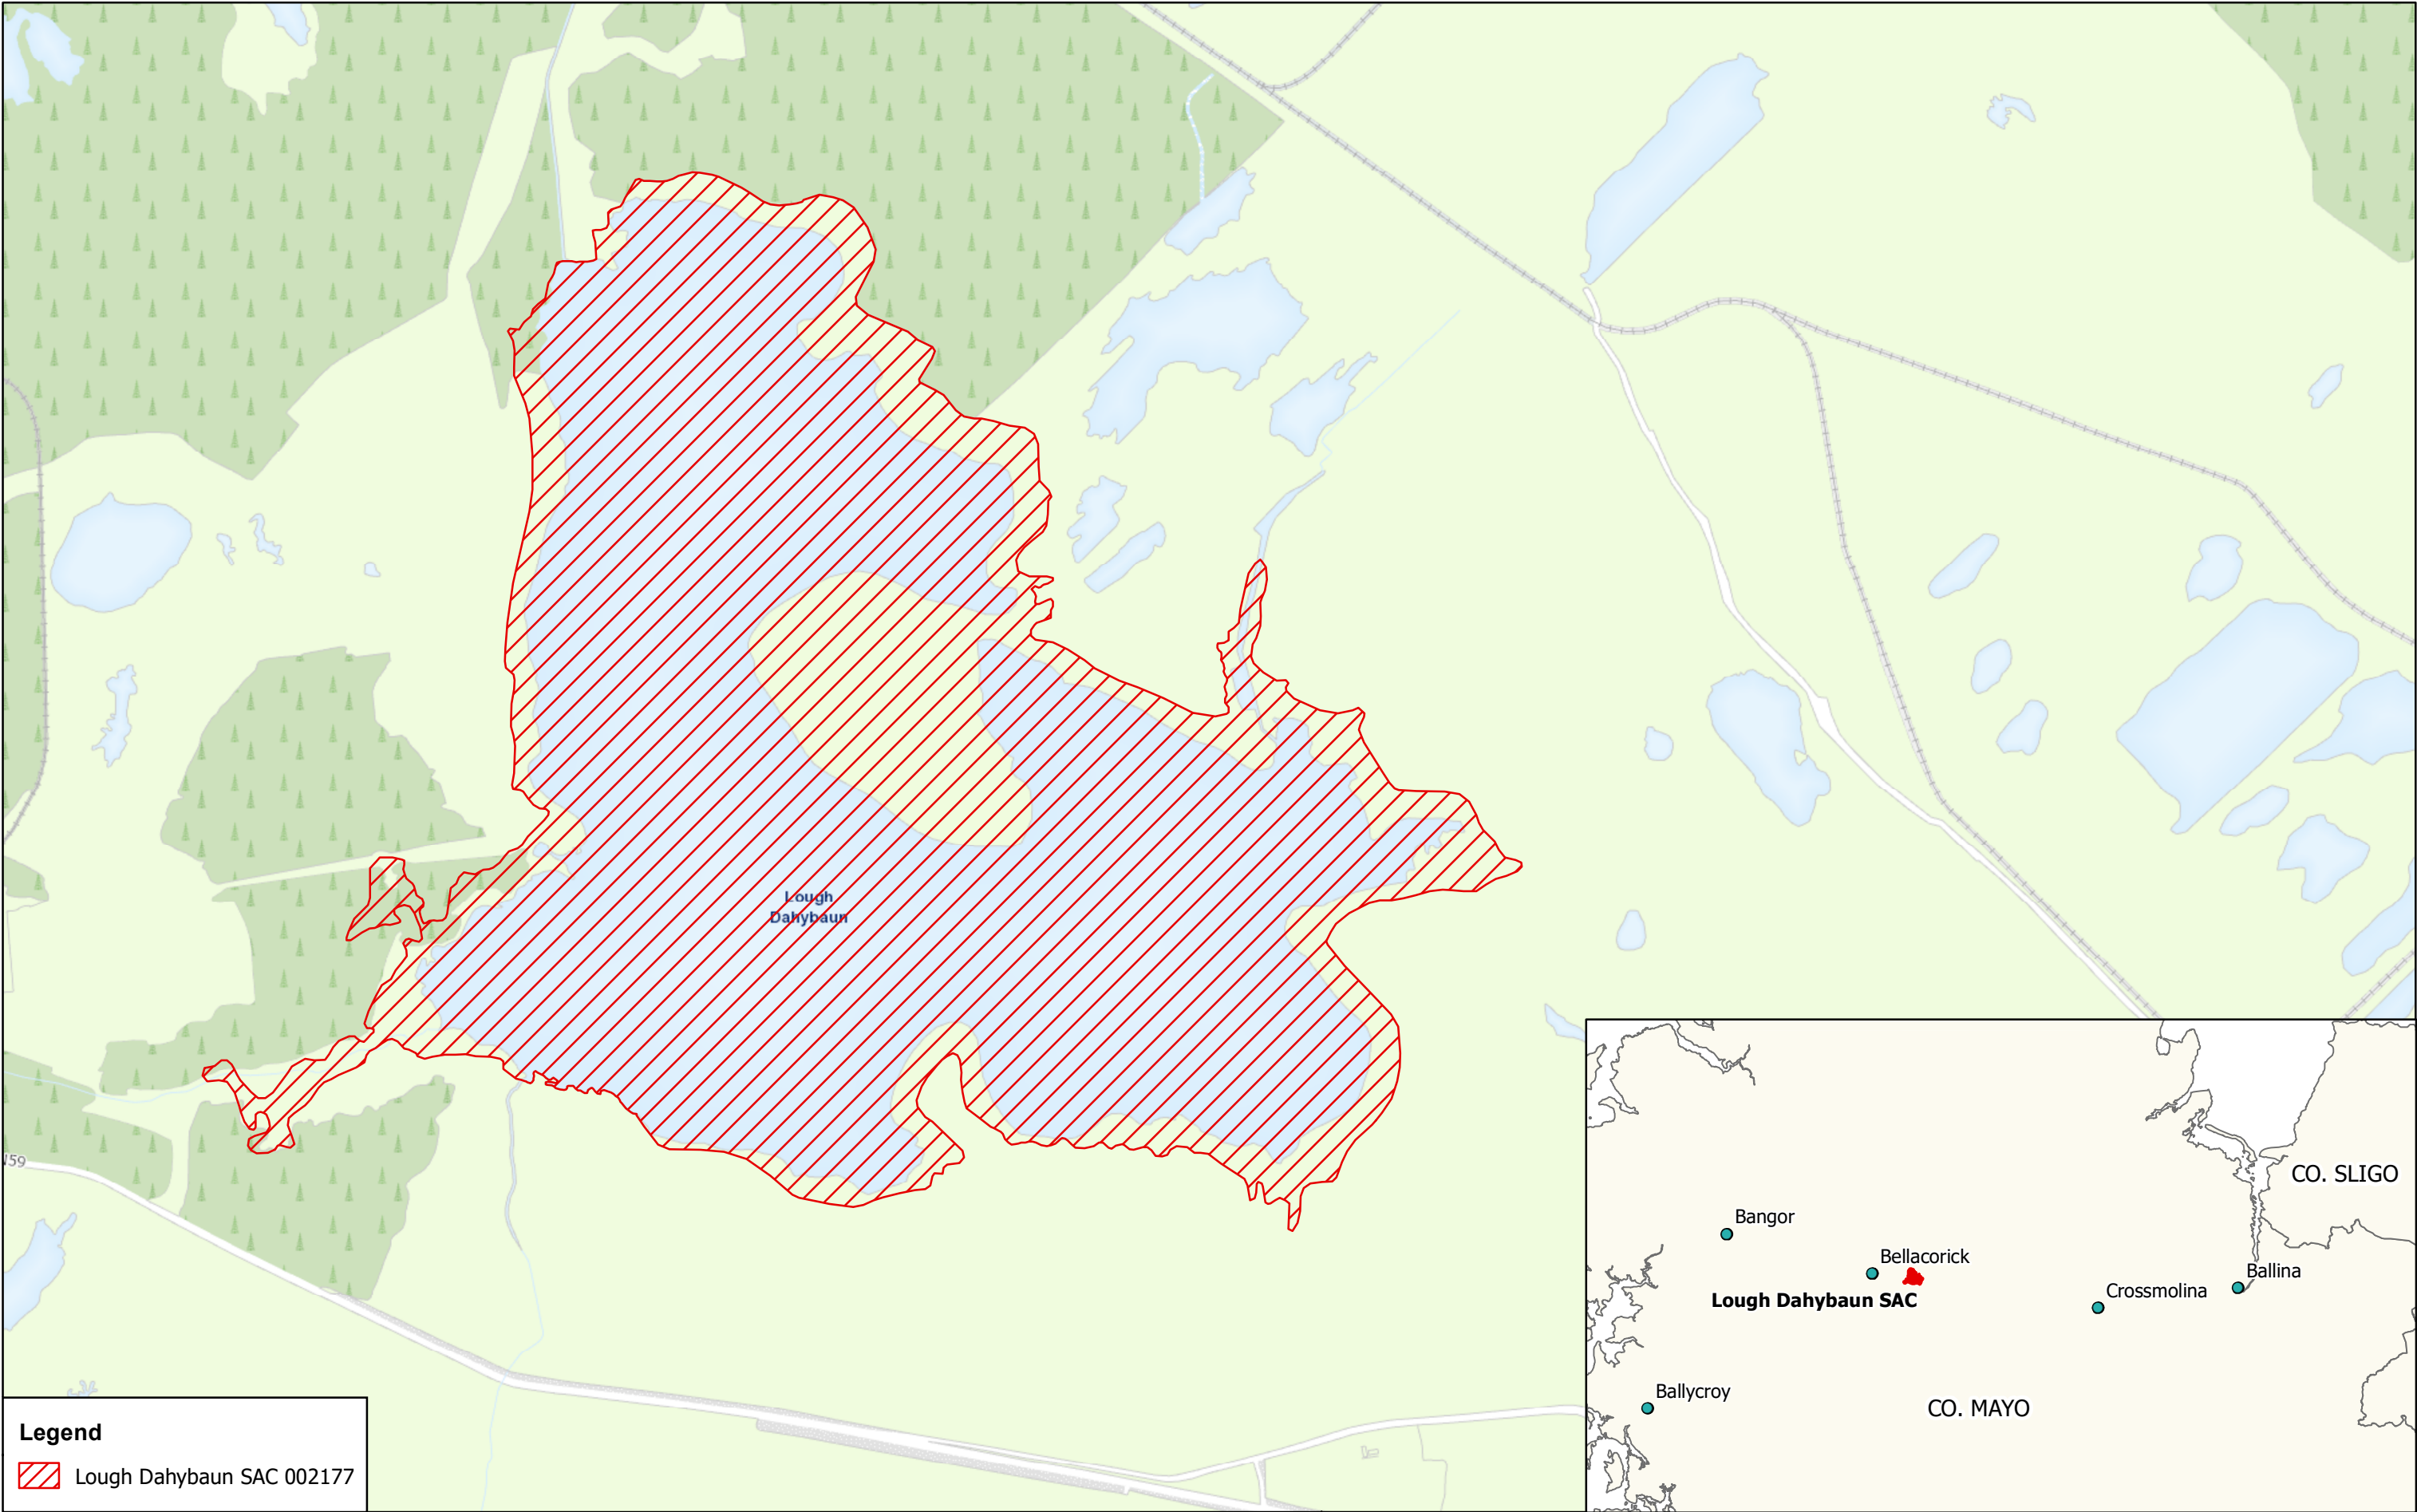 Lough
Dahybaun
Legend
Lough Dahybaun SAC 002177
CO. SLIGO
Bangor
Bellacorick
Ballina
Lough Dahybaun SAC
Crossmolina
Ballycroy
CO. MAYO